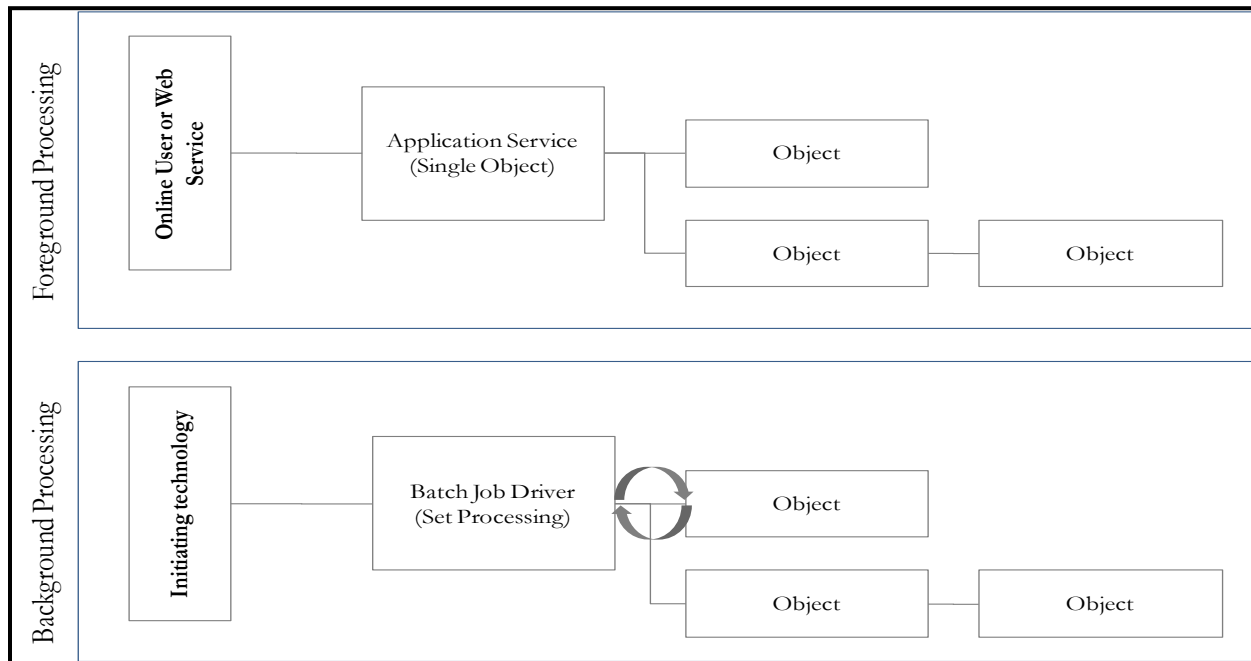 Foreground Processing
Online User or Web
Service
Application Service
(Single Object)
Object
Object
Object
Background Processing
Initiating technology
Batch Job Driver
(Set Processing)
Object
Object
Object